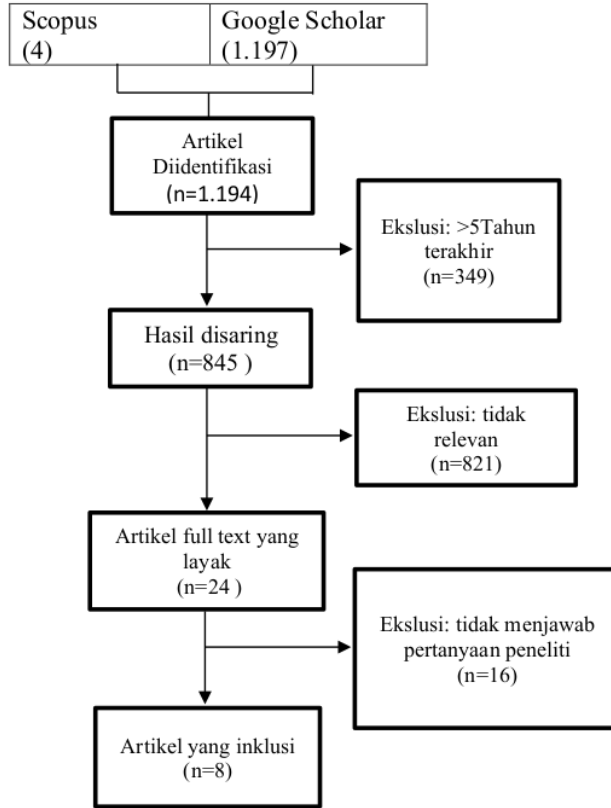 Scopus
(4)
Google Scholar
(1.197)
Artikel
Diidentifikasi
(n=1.194)
Ekslusi: >5Tahun
terakhir
(n=349)
Hasil disaring
(n=845 )
Ekslusi: tidak
relevan
(n=821)
Artikel full text yang
layak
(n=24 )
Ekslusi: tidak menjawab
pertanyaan peneliti
(n=16)
Artikel yang inklusi
(n=8)